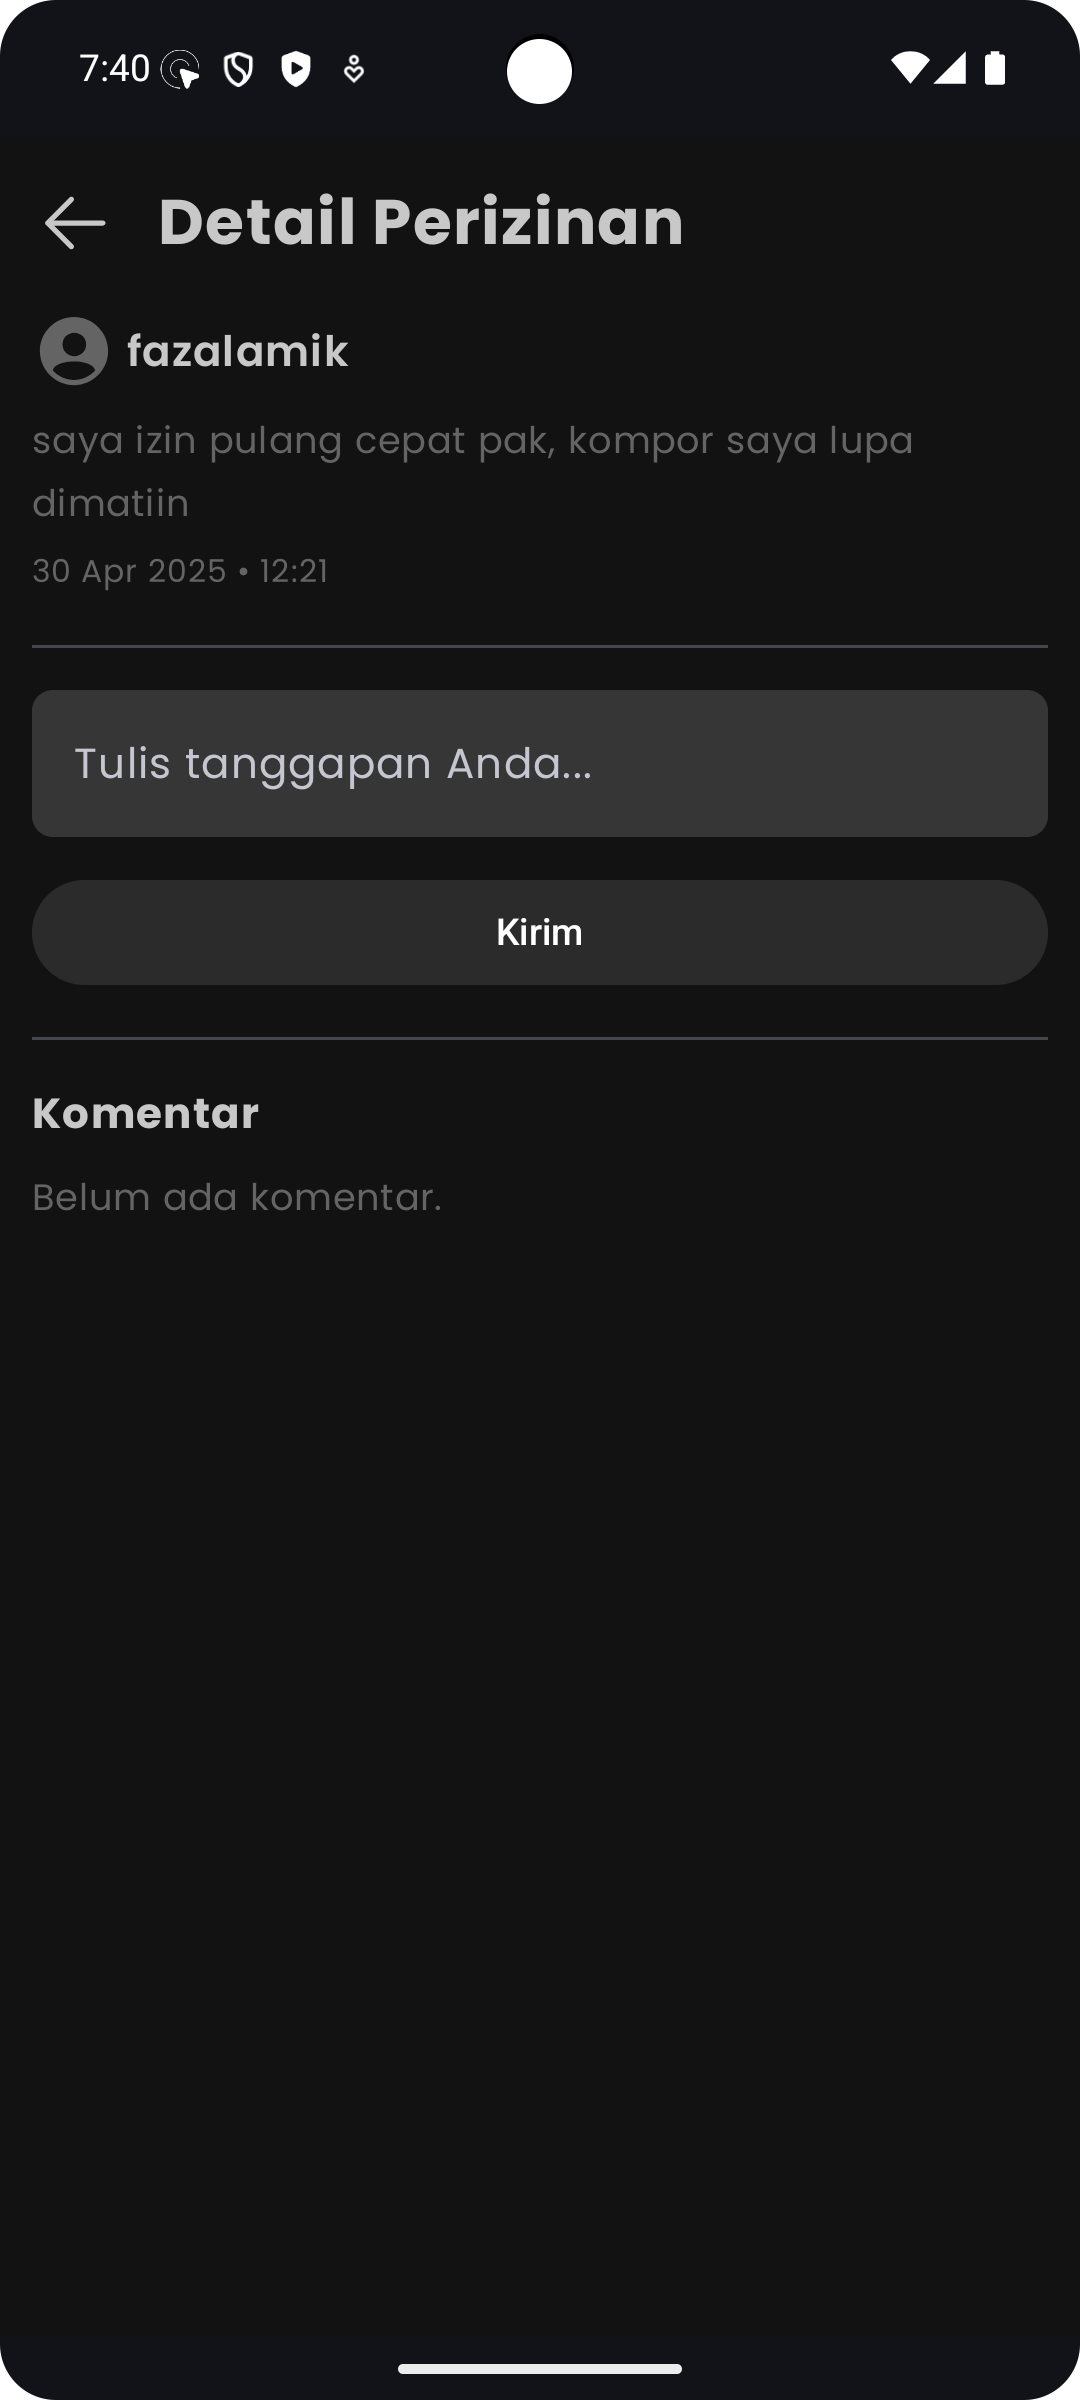 7:40
Detail Perizinan
fazalamik
saya izin pulang cepat pak, kompor saya lupa
dimatiin
30 Apr 2025 • 12:21
Tulis tanggapan Anda...
Kirim
Komentar
Belum ada komentar.